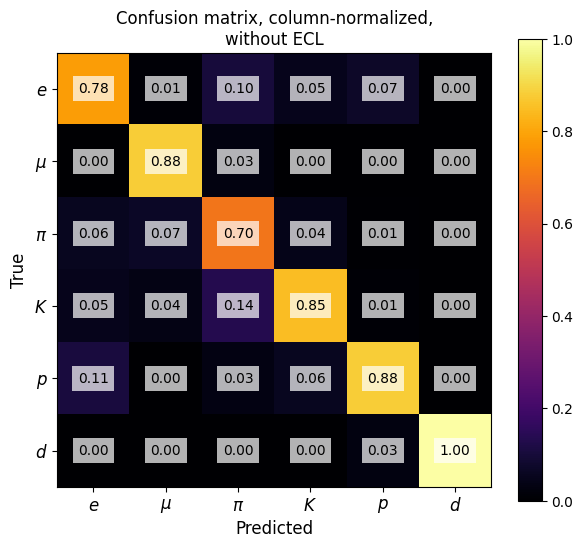 Confusion matrix, column-normalized,
without ECL
1.0
0.8
0.6
0.4
0.2
0.0
True
e 0.78 0.01 0.10 0.05 0.07 0.00
μ 0.00 0.88 0.03 0.00 0.00 0.00
π 0.06 0.07 0.70 0.04 0.01 0.00
K 0.05 0.04 0.14 0.85 0.01 0.00
p 0.11 0.00 0.03 0.06 0.88 0.00
d 0.00 0.00 0.00 0.00 0.03 1.00
e μ π K p d
Predicted